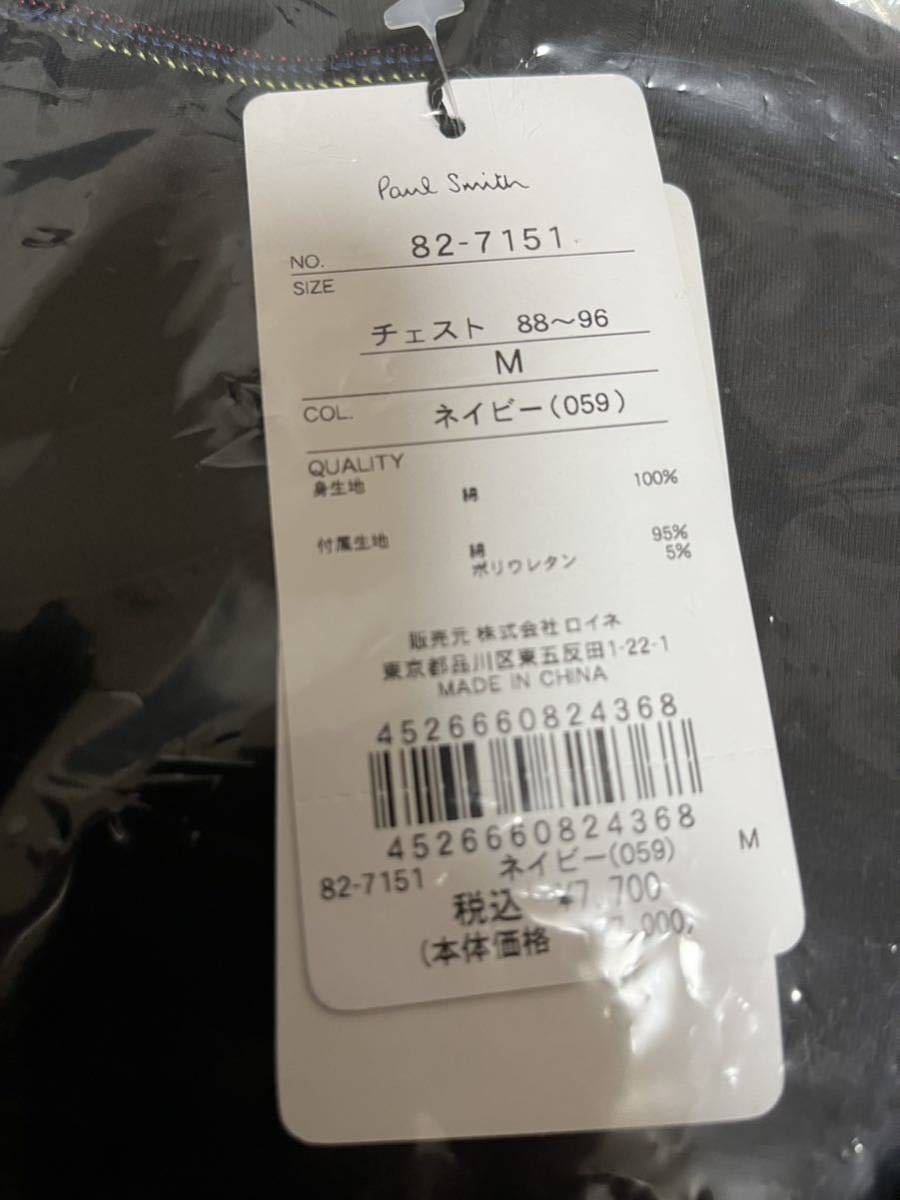 Paul Smith
NO. 82-7151
SIZE
チェスト 88～96
M
COL. ネイビー(059)
QUALITY
身生地 綿 100%
付属生地 綿 95%
ポリウレタン 5%
販売元 株式会社 ロイネ
東京都品川区東五反田1-22-1
MADE IN CHINA
4526660824368
4526660824368
82-7151 ネイビー(059) M
税込 ¥7,700
(本体価格